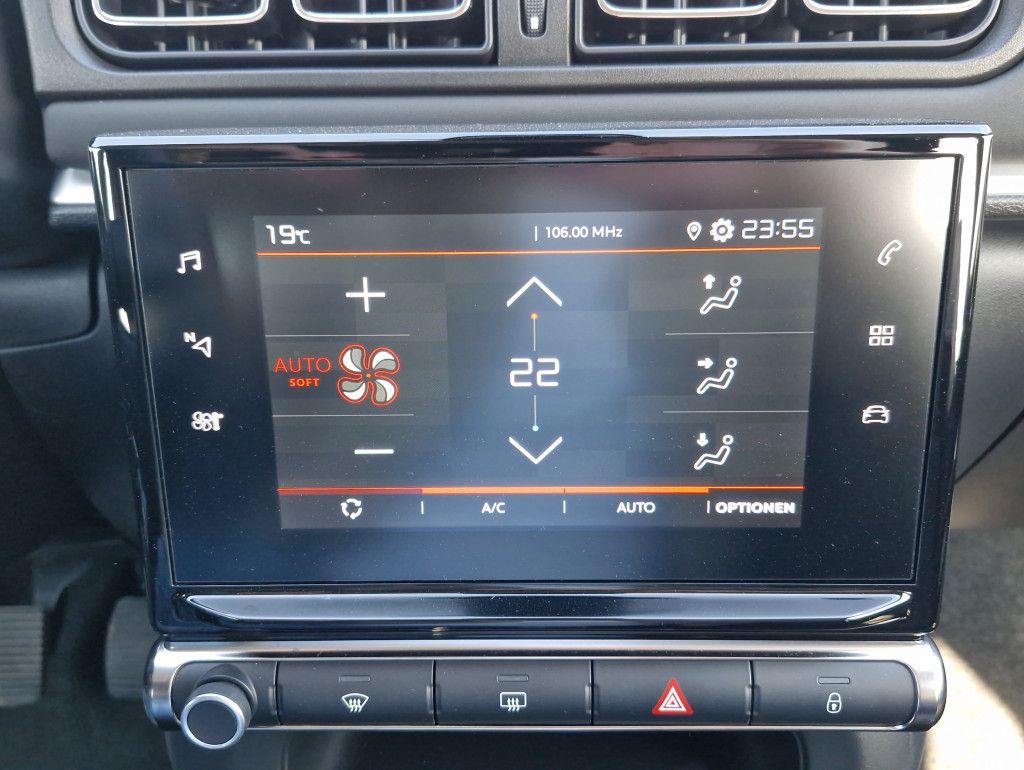 19°C | 106.00 MHz 23:55
N
AUTO
SOFT
22
A/C | AUTO | OPTIONEN